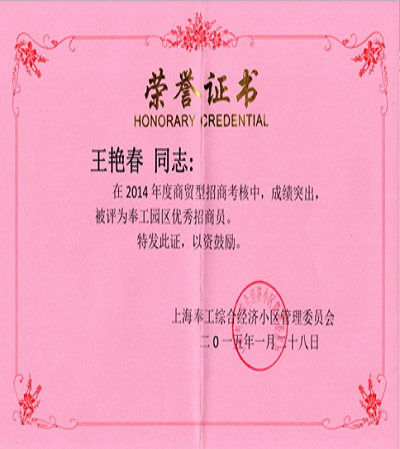 荣誉证书
HONORARY CREDENTIAL
王艳春 同志:
在 2014 年度商贸型招商考核中，成绩突出，
被评为奉工园区优秀招商员。
特发此证，以资鼓励。
上海奉工综合经济小区管理委员会
二〇一五年一月二十八日